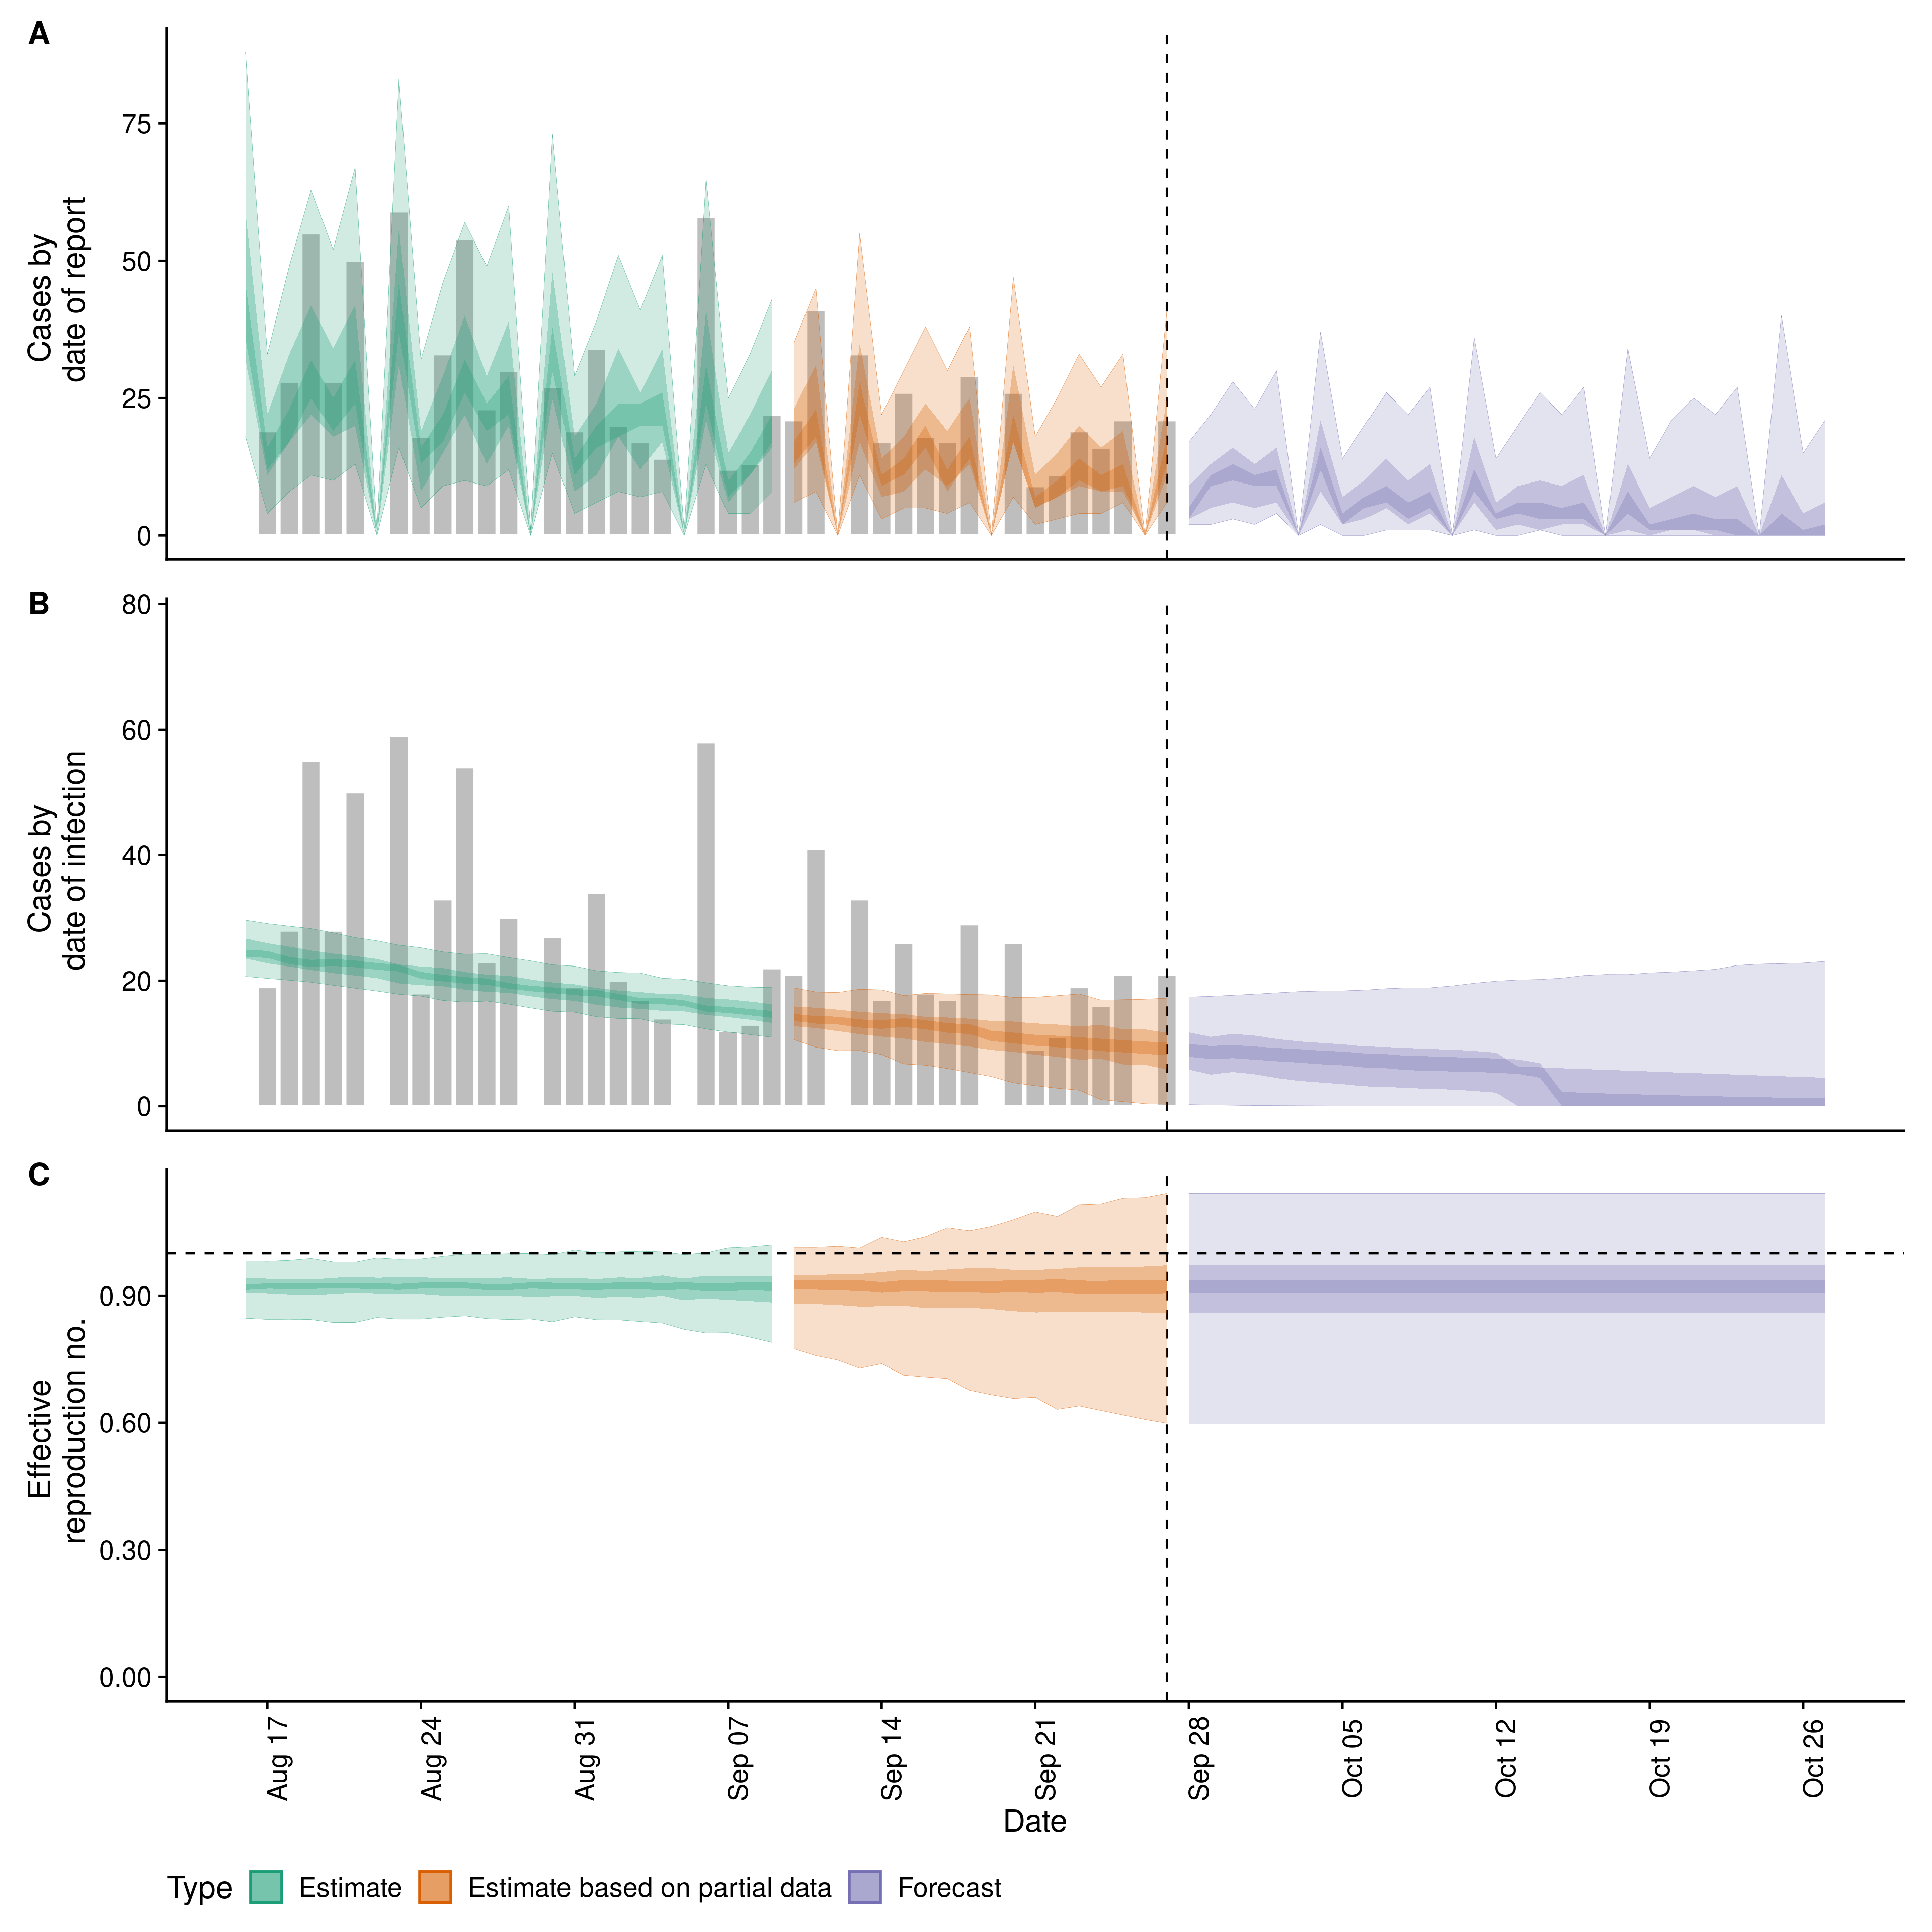 A
75
50
25
0
Cases by
date of report
B
80
60
40
20
0
Cases by
date of infection
C
0.90
0.60
0.30
0.00
Effective
reproduction no.
Aug 17
Aug 24
Aug 31
Sep 07
Sep 14
Sep 21
Sep 28
Oct 05
Oct 12
Oct 19
Oct 26
Date
Type Estimate Estimate based on partial data Forecast